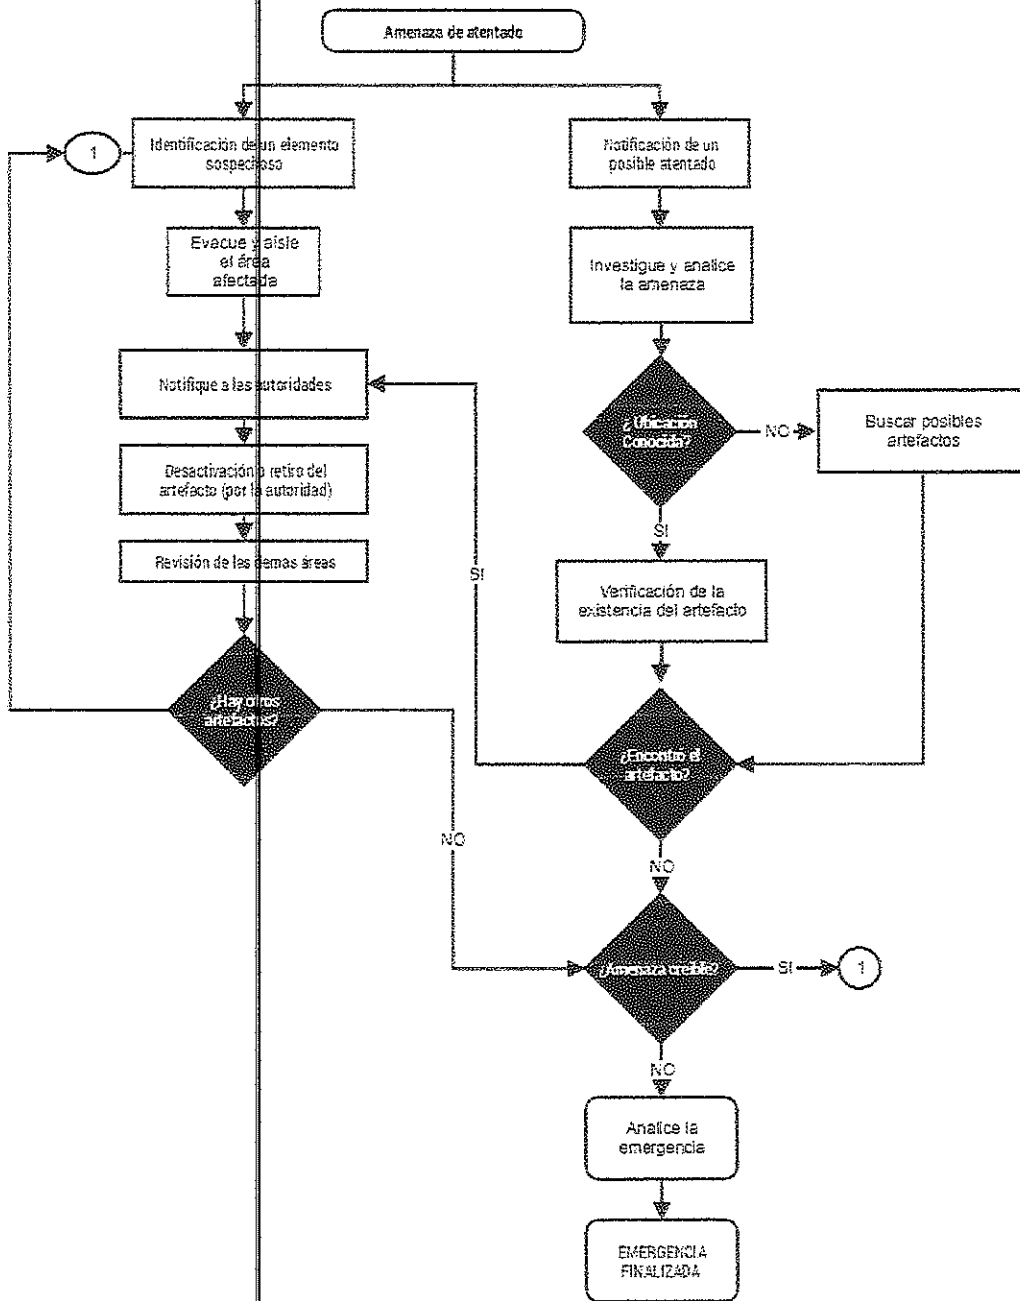 Amenaza de atentado
1
Identificación de un elemento
sospechoso
Notificación de un
posible atentado
Evacue y aisle
el área
afectada
Investigue y analice
la amenaza
Notifique a las autoridades
¿Ubicación
Conocida?
NO
Buscar posibles
artefactos
Desactivación o retiro del
artefacto (por la autoridad)
SI
Revisión de las demas áreas
SI
Verificación de la
existencia del artefacto
¿Hay otros
artefactos?
¿Encontro el
artefacto?
NO
NO
¿Amenaza creible?
SI
1
NO
Analice la
emergencia
EMERGENCIA
FINALIZADA